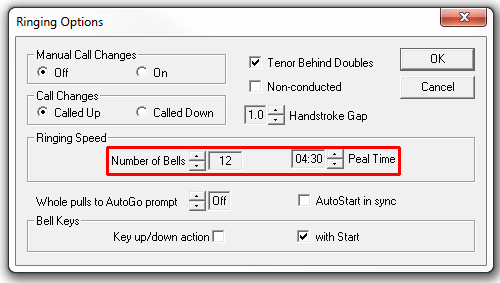 Ringing Options
Manual Call Changes
Off On
Tenor Behind Doubles
OK
Non-conducted
Cancel
Call Changes
Called Up Called Down
1.0 Handstroke Gap
Ringing Speed
Number of Bells 12 04:30 Peal Time
Whole pulls to AutoGo prompt Off AutoStart in sync
Bell Keys
Key up/down action with Start